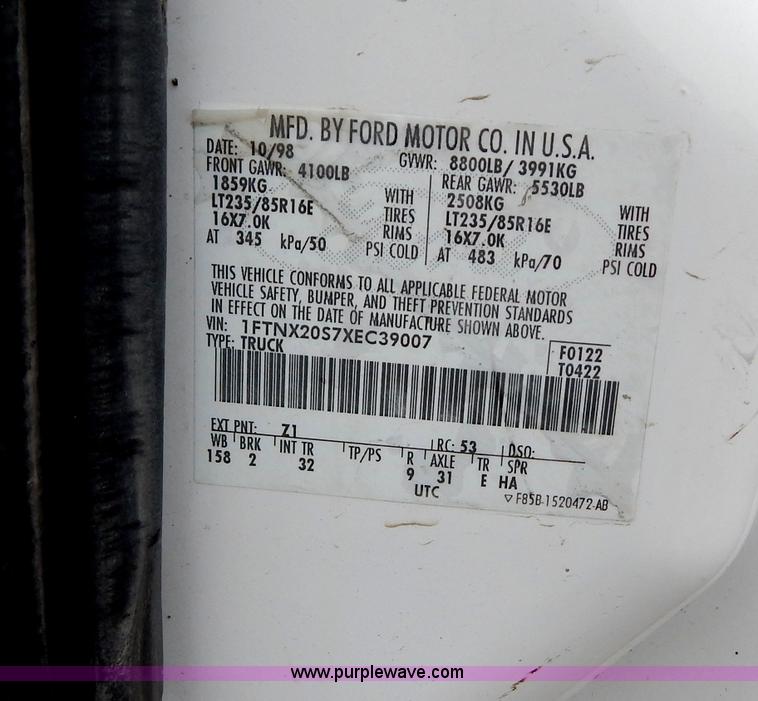 MFD. BY FORD MOTOR CO. IN U.S.A.
DATE: 10/98 GVWR: 8800LB/ 3991KG
FRONT GAWR: 4100LB REAR GAWR: 5530LB
1859KG WITH 2508KG WITH
LT235/85R16E TIRES LT235/85R16E TIRES
16X7.0K RIMS 16X7.0K RIMS
AT 345 kPa/50 PSI COLD AT 483 kPa/70 PSI COLD
THIS VEHICLE CONFORMS TO ALL APPLICABLE FEDERAL MOTOR
VEHICLE SAFETY, BUMPER, AND THEFT PREVENTION STANDARDS
IN EFFECT ON THE DATE OF MANUFACTURE SHOWN ABOVE.
VIN: 1FTNX20S7XEC39007 F0122
TYPE: TRUCK T0422
EXT PNT: Z1 RC: 53 DSO:
WB BRK INT TR TP/PS R AXLE TR SPR
158 2 32 9 31 E HA
UTC F85B-1520472-AB
www.purplewave.com